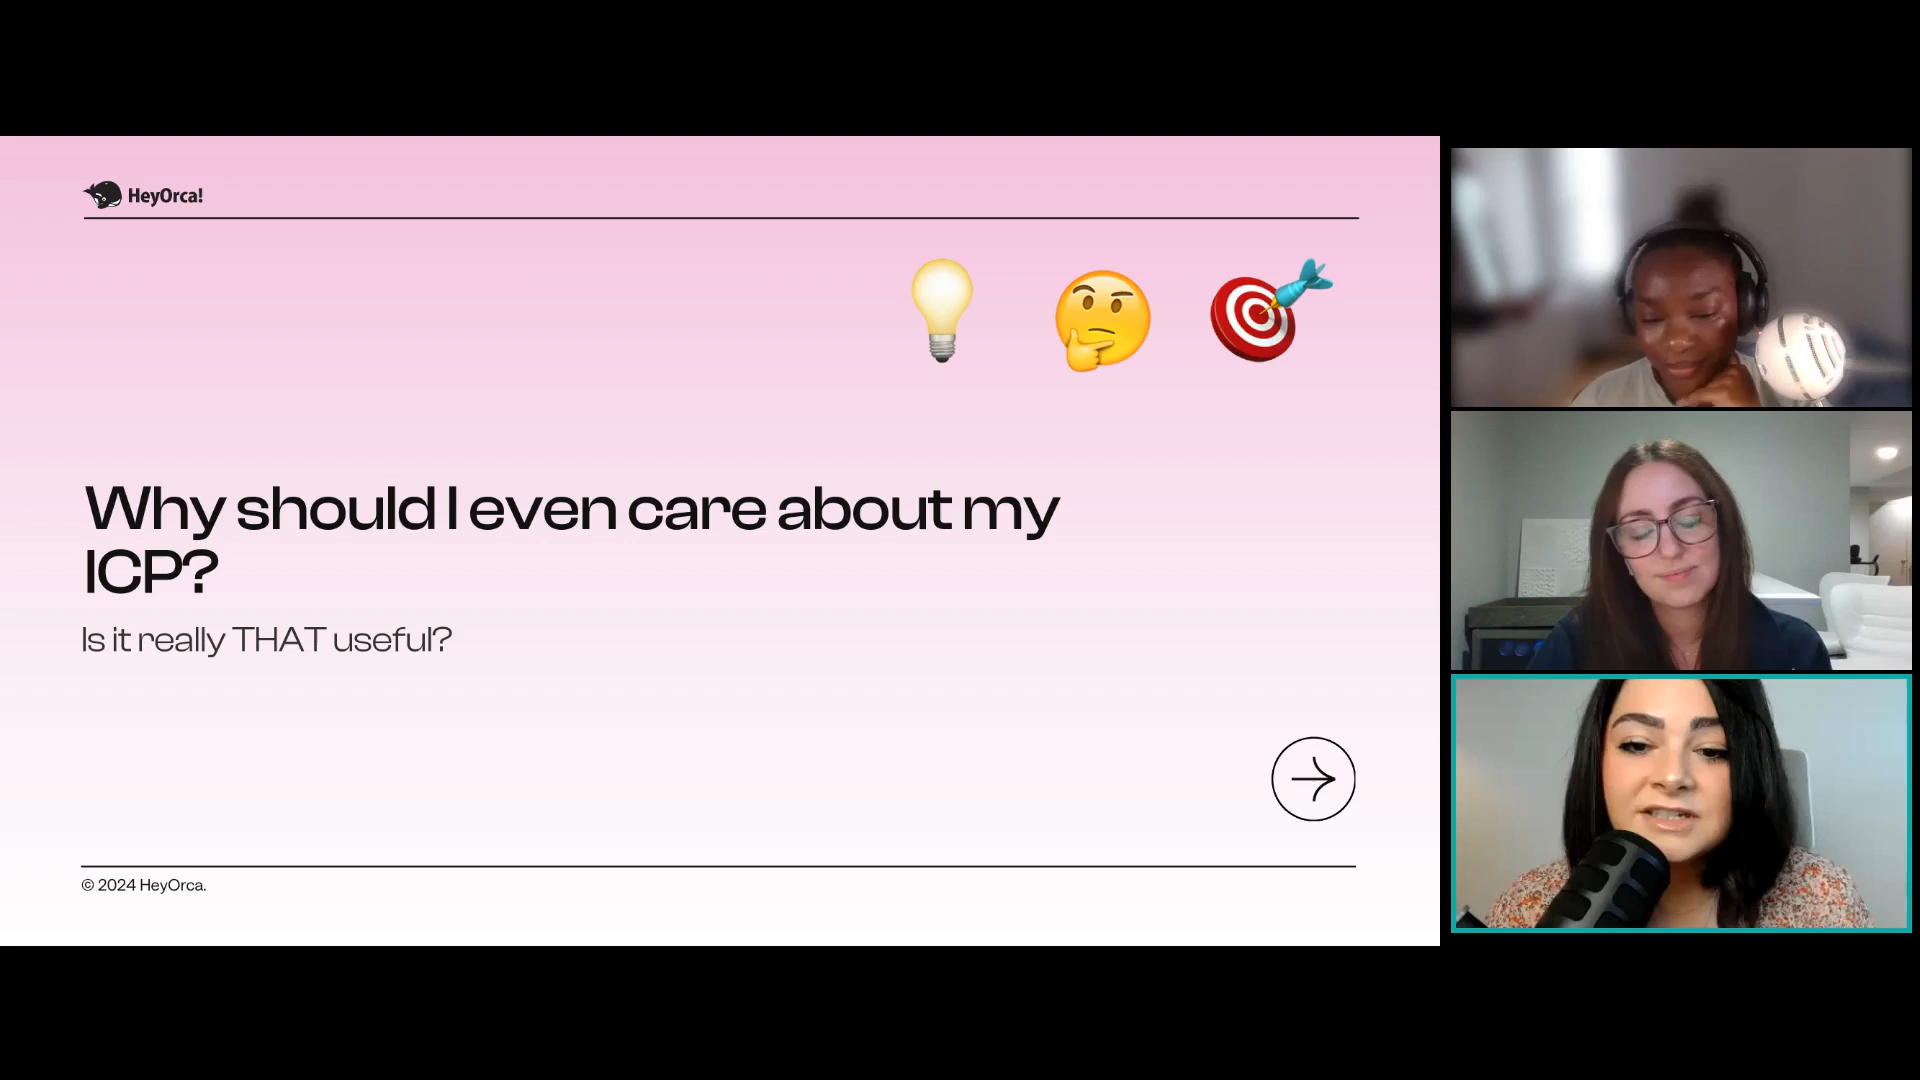 HeyOrca!
Why should I even care about my
ICP?
Is it really THAT useful?
© 2024 HeyOrca.